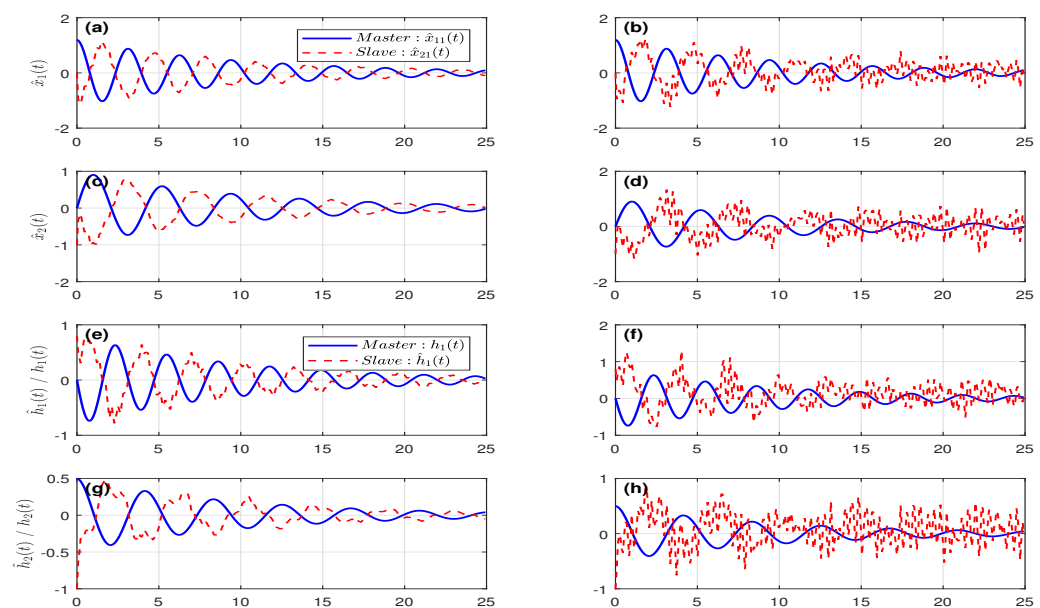 (a)
2
0
-2
x̂₁(t)
Master : x̂₁₁(t)
Slave : x̂₂₁(t)
0 5 10 15 20 25
(b)
2
0
-2
0 5 10 15 20 25
(c)
1
0
-1
-2
x̂₂(t)
0 5 10 15 20 25
(d)
2
0
-2
0 5 10 15 20 25
(e)
1
0
-1
ĥ₁(t) / h₁(t)
Master : h₁(t)
Slave : ĥ₁(t)
0 5 10 15 20 25
(f)
2
1
0
-1
0 5 10 15 20 25
(g)
0.5
0
-0.5
-1
ĥ₂(t) / h₂(t)
0 5 10 15 20 25
(h)
1
0
-1
0 5 10 15 20 25